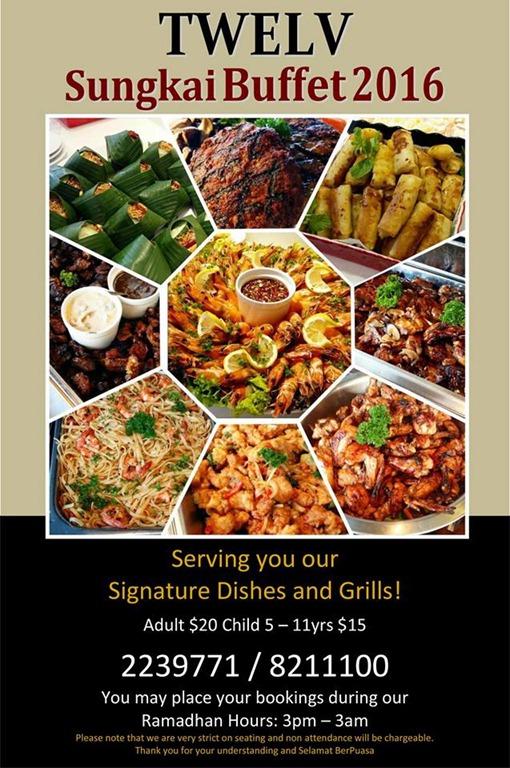 TWELV
Sungkai Buffet 2016
Serving you our
Signature Dishes and Grills!
Adult $20 Child 5 – 11yrs $15
2239771 / 8211100
You may place your bookings during our
Ramadhan Hours: 3pm – 3am
Please note that we are very strict on seating and non attendance will be chargeable.
Thank you for your understanding and Selamat BerPuasa